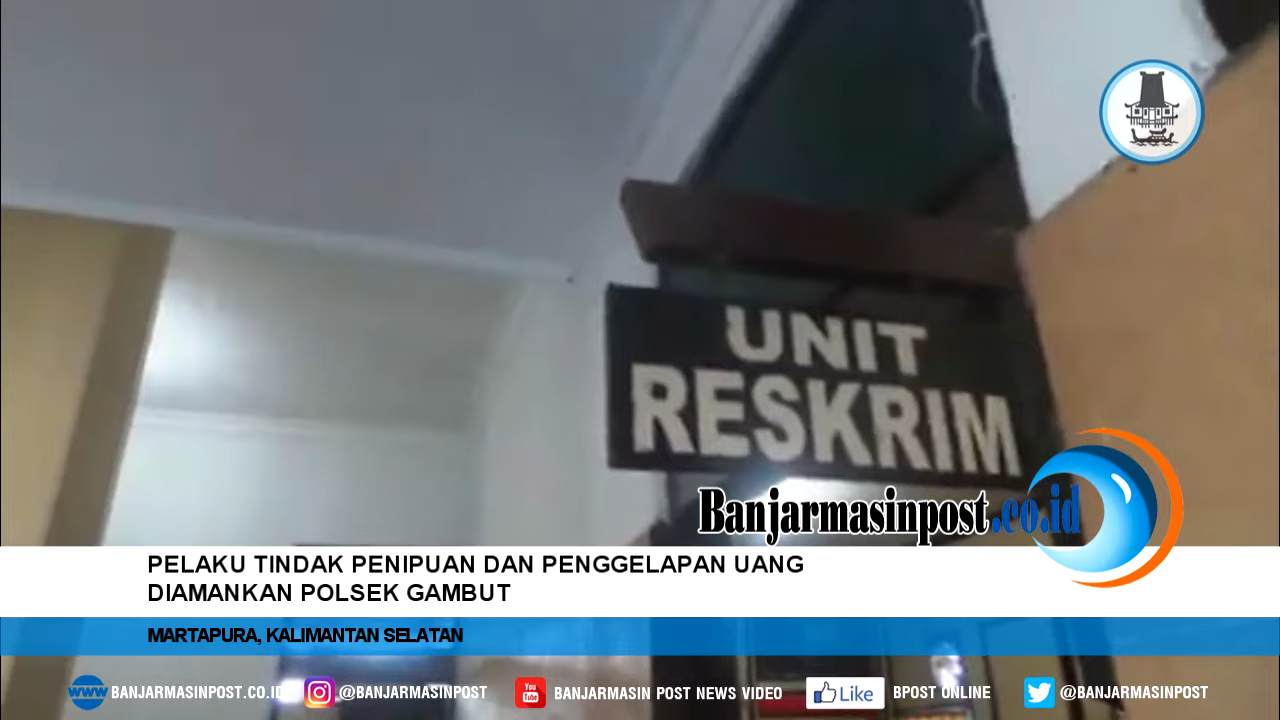 UNIT
RESKRIM
Banjarmasinpost.co.id
PELAKU TINDAK PENIPUAN DAN PENGGELAPAN UANG
DIAMANKAN POLSEK GAMBUT
MARTAPURA, KALIMANTAN SELATAN
www BANJARMASINPOST.CO.ID @BANJARMASINPOST You Tube BANJARMASIN POST NEWS VIDEO Like BPOST ONLINE @BANJARMASINPOST